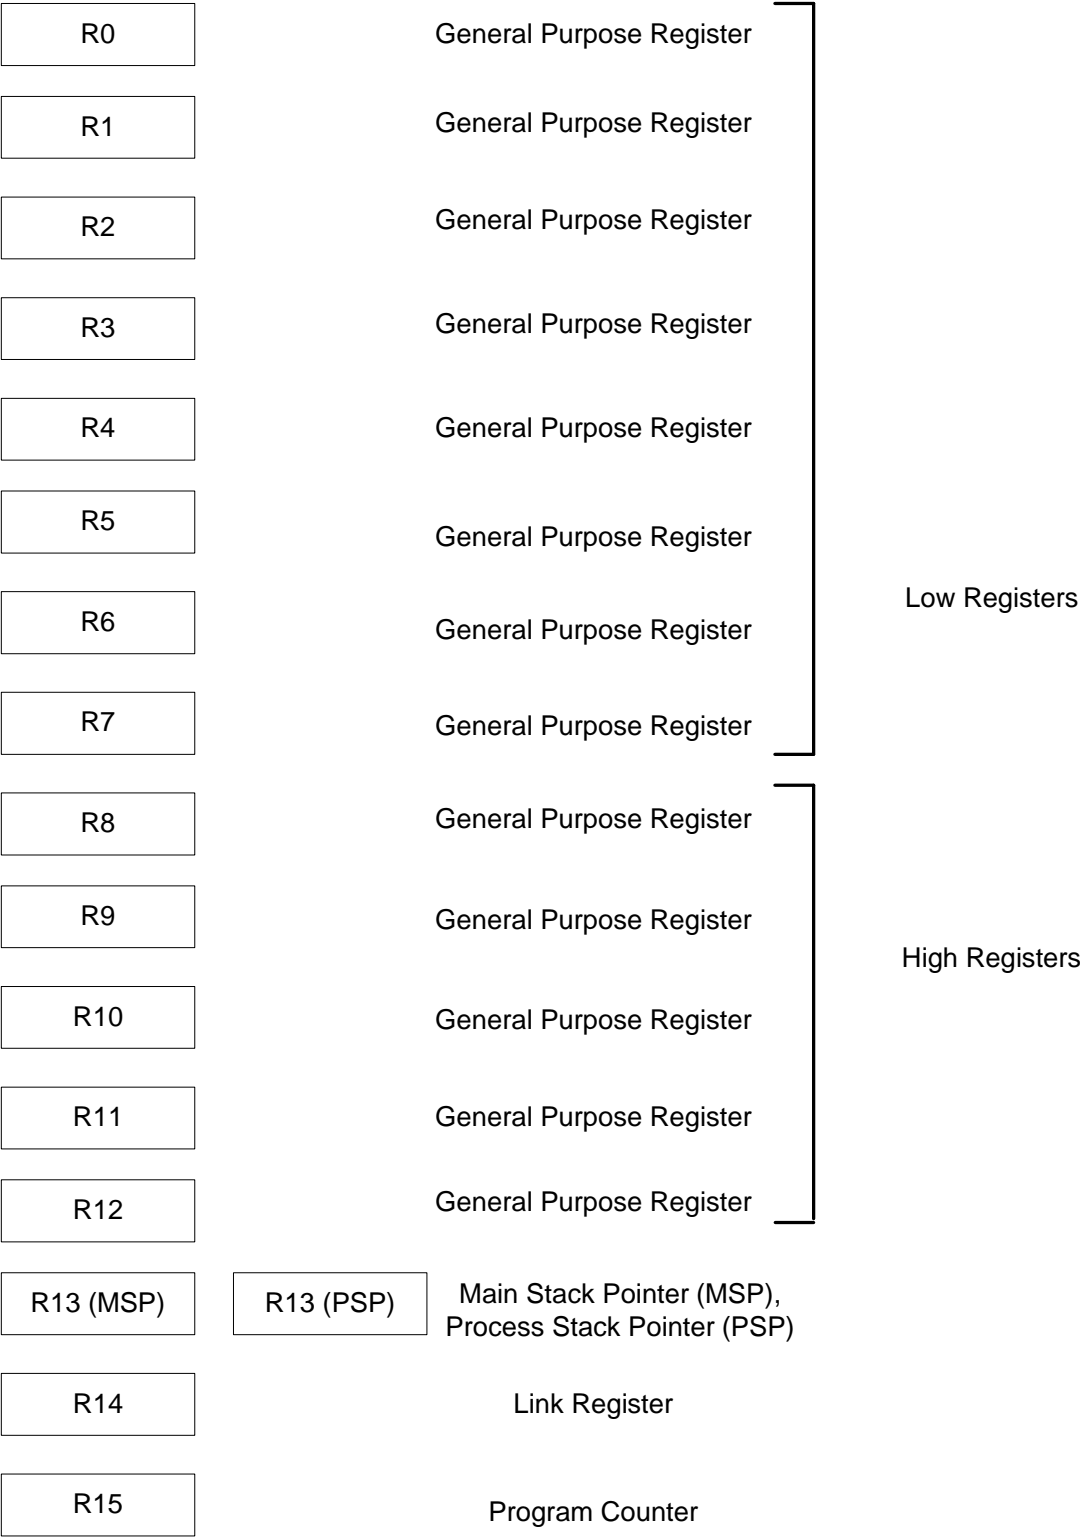 R0 General Purpose Register
R1 General Purpose Register
R2 General Purpose Register
R3 General Purpose Register
R4 General Purpose Register
R5 General Purpose Register
Low Registers
R6 General Purpose Register
R7 General Purpose Register
R8 General Purpose Register
R9 General Purpose Register
High Registers
R10 General Purpose Register
R11 General Purpose Register
R12 General Purpose Register
R13 (MSP) R13 (PSP) Main Stack Pointer (MSP),
Process Stack Pointer (PSP)
R14 Link Register
R15 Program Counter